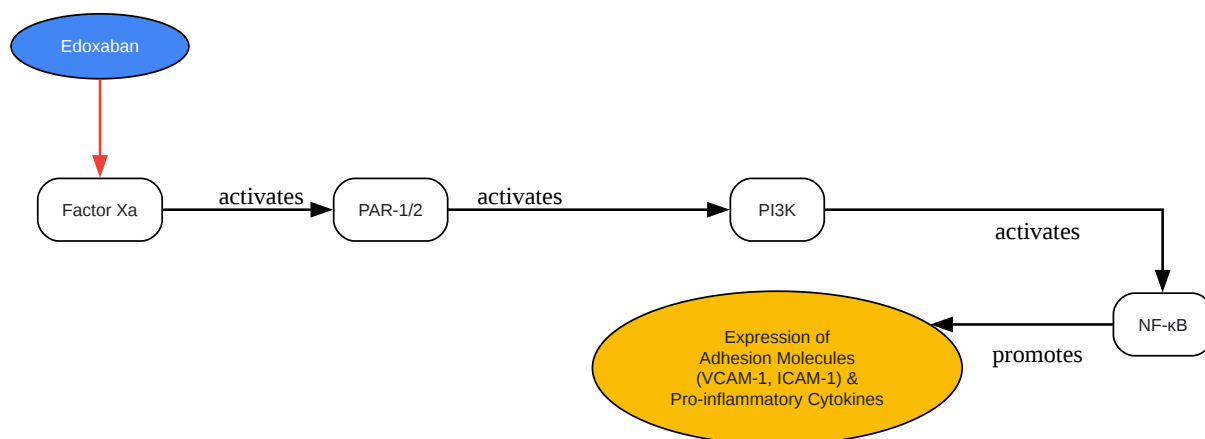 Edoxaban
Factor Xa
activates
PAR-1/2
activates
PI3K
activates
NF-κB
promotes
Expression of
Adhesion Molecules
(VCAM-1, ICAM-1) &
Pro-inflammatory Cytokines